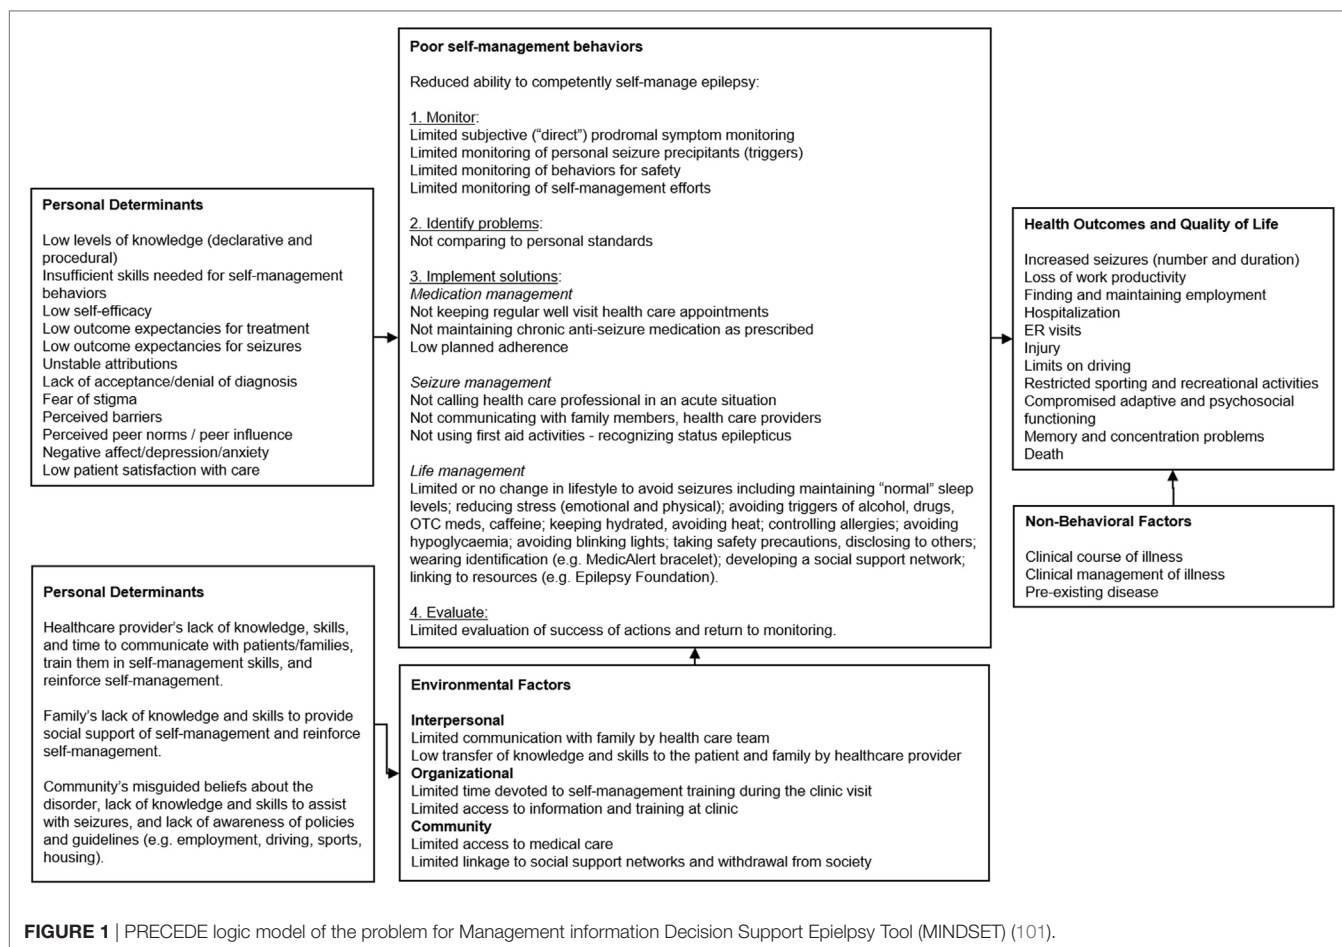 Poor self-management behaviors
Reduced ability to competently self-manage epilepsy:
1. Monitor:
Limited subjective (“direct”) prodromal symptom monitoring
Limited monitoring of personal seizure precipitants (triggers)
Limited monitoring of behaviors for safety
Limited monitoring of self-management efforts
2. Identify problems:
Not comparing to personal standards
3. Implement solutions:
Medication management
Not keeping regular well visit health care appointments
Not maintaining chronic anti-seizure medication as prescribed
Low planned adherence
Seizure management
Not calling health care professional in an acute situation
Not communicating with family members, health care providers
Not using first aid activities - recognizing status epilepticus
Life management
Limited or no change in lifestyle to avoid seizures including maintaining “normal” sleep
levels; reducing stress (emotional and physical); avoiding triggers of alcohol, drugs,
OTC meds, caffeine; keeping hydrated, avoiding heat; controlling allergies; avoiding
hypoglycaemia; avoiding blinking lights; taking safety precautions, disclosing to others;
wearing identification (e.g. MedicAlert bracelet); developing a social support network;
linking to resources (e.g. Epilepsy Foundation).
4. Evaluate:
Limited evaluation of success of actions and return to monitoring.
Personal Determinants
Low levels of knowledge (declarative and
procedural)
Insufficient skills needed for self-management
behaviors
Low self-efficacy
Low outcome expectancies for treatment
Low outcome expectancies for seizures
Unstable attributions
Lack of acceptance/denial of diagnosis
Fear of stigma
Perceived barriers
Perceived peer norms / peer influence
Negative affect/depression/anxiety
Low patient satisfaction with care
Health Outcomes and Quality of Life
Increased seizures (number and duration)
Loss of work productivity
Finding and maintaining employment
Hospitalization
ER visits
Injury
Limits on driving
Restricted sporting and recreational activities
Compromised adaptive and psychosocial
functioning
Memory and concentration problems
Death
Non-Behavioral Factors
Clinical course of illness
Clinical management of illness
Pre-existing disease
Personal Determinants
Healthcare provider’s lack of knowledge, skills,
and time to communicate with patients/families,
train them in self-management skills, and
reinforce self-management.
Family’s lack of knowledge and skills to provide
social support of self-management and reinforce
self-management.
Community’s misguided beliefs about the
disorder, lack of knowledge and skills to assist
with seizures, and lack of awareness of policies
and guidelines (e.g. employment, driving, sports,
housing).
Environmental Factors
Interpersonal
Limited communication with family by health care team
Low transfer of knowledge and skills to the patient and family by healthcare provider
Organizational
Limited time devoted to self-management training during the clinic visit
Limited access to information and training at clinic
Community
Limited access to medical care
Limited linkage to social support networks and withdrawal from society
FIGURE 1 | PRECEDE logic model of the problem for Management information Decision Support Epielpsy Tool (MINDSET) (101).